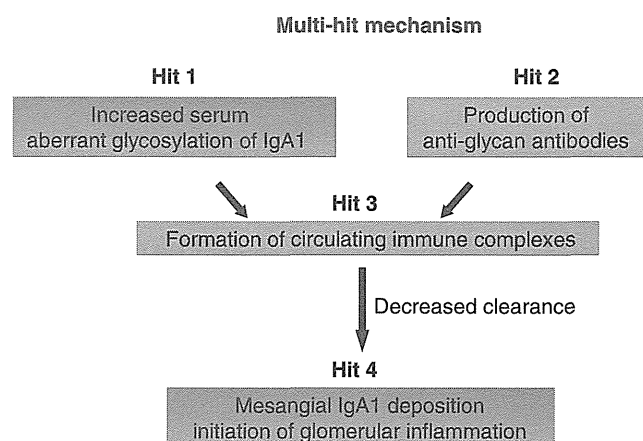 Multi-hit mechanism
Hit 1
Hit 2
Increased serum
aberrant glycosylation of IgA1
Production of
anti-glycan antibodies
Hit 3
Formation of circulating immune complexes
Decreased clearance
Hit 4
Mesangial IgA1 deposition
initiation of glomerular inflammation